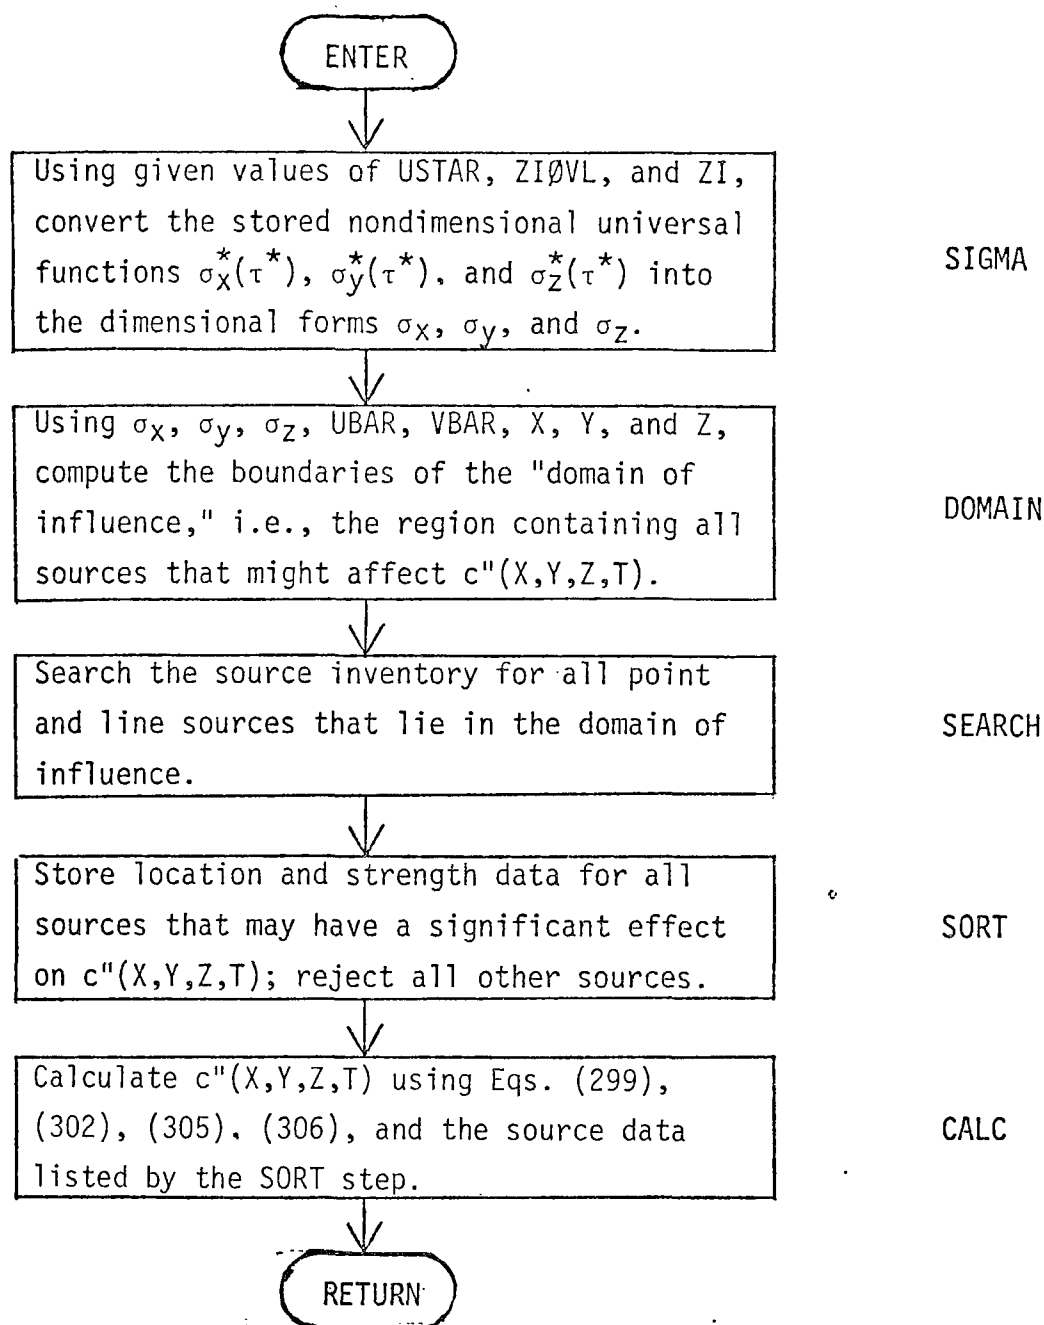 ENTER
Using given values of USTAR, ZIØVL, and ZI,
convert the stored nondimensional universal
functions σx*(τ*), σy*(τ*), and σz*(τ*) into
the dimensional forms σx, σy, and σz.
SIGMA
Using σx, σy, σz, UBAR, VBAR, X, Y, and Z,
compute the boundaries of the "domain of
influence," i.e., the region containing all
sources that might affect c"(X,Y,Z,T).
DOMAIN
Search the source inventory for all point
and line sources that lie in the domain of
influence.
SEARCH
Store location and strength data for all
sources that may have a significant effect
on c"(X,Y,Z,T); reject all other sources.
SORT
Calculate c"(X,Y,Z,T) using Eqs. (299),
(302), (305), (306), and the source data
listed by the SORT step.
CALC
RETURN